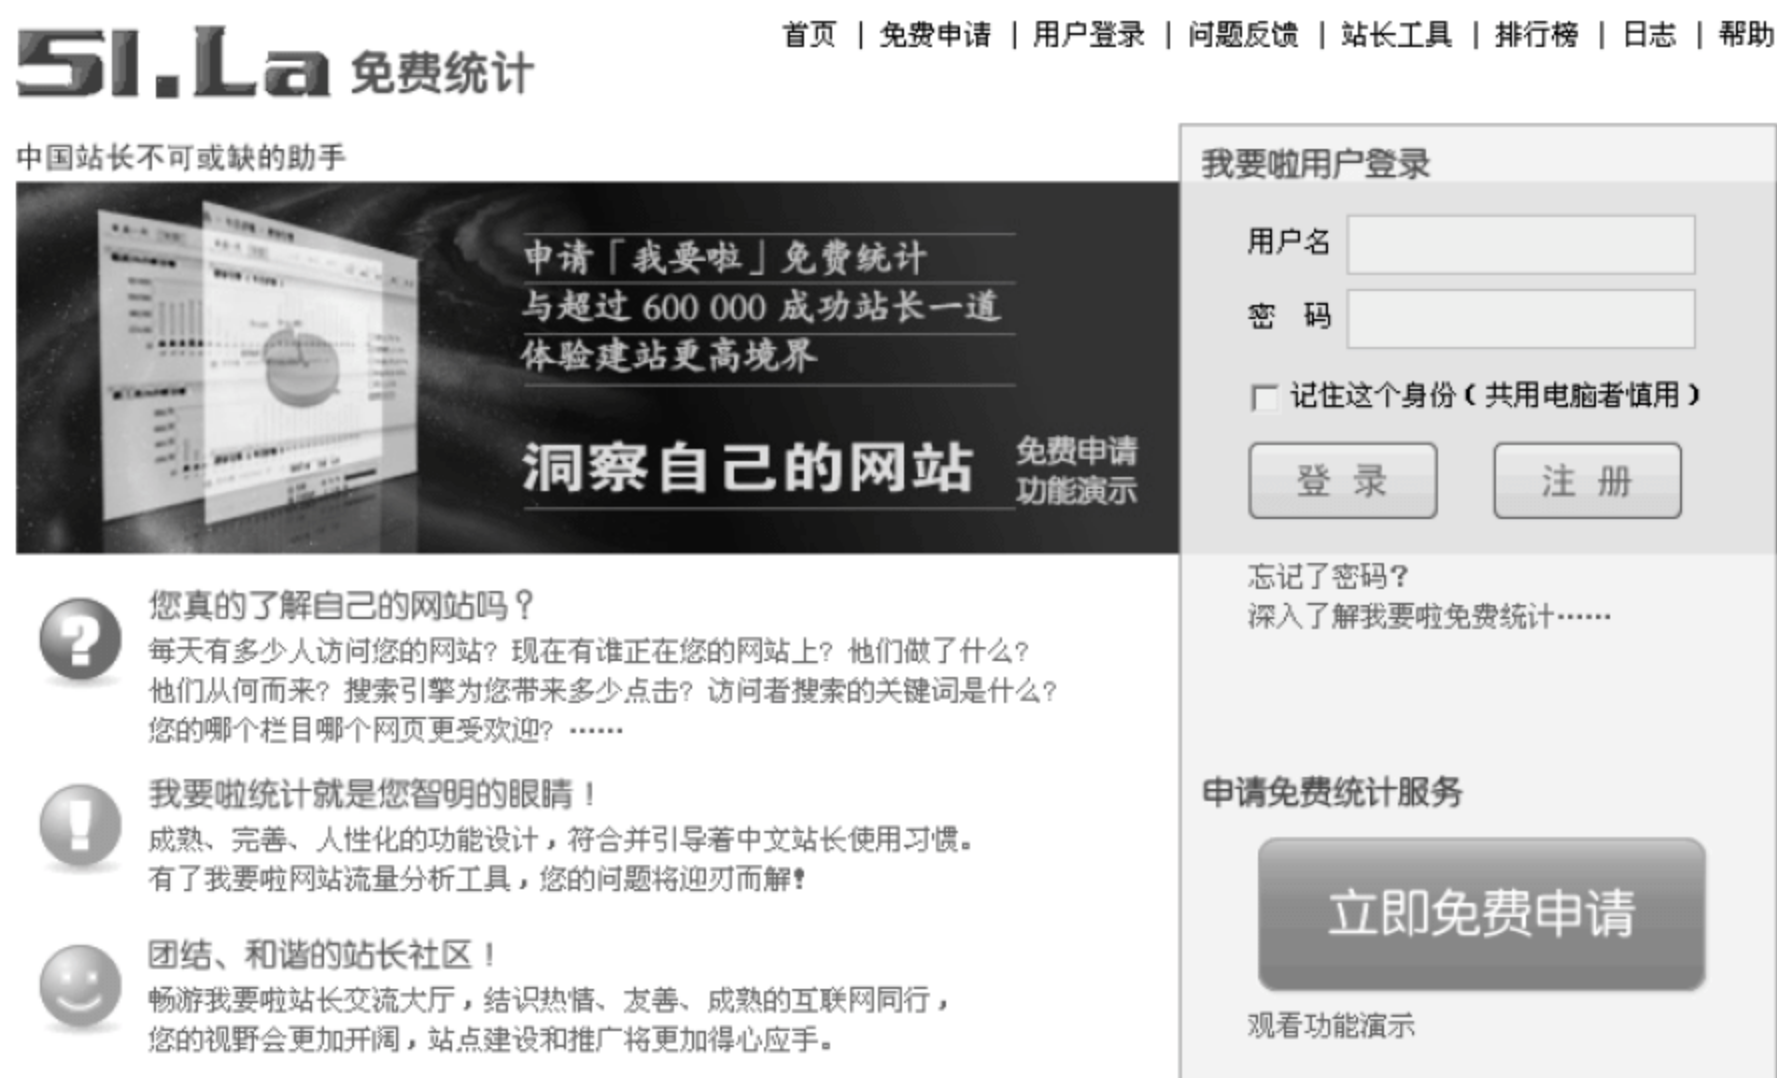 51.La 免费统计
首页 | 免费申请 | 用户登录 | 问题反馈 | 站长工具 | 排行榜 | 日志 | 帮助
中国站长不可或缺的助手
申请「我要啦」免费统计
与超过 600 000 成功站长一道
体验建站更高境界
洞察自己的网站
免费申请
功能演示
我要啦用户登录
用户名
密 码
记住这个身份(共用电脑者慎用)
登 录
注 册
忘记了密码?
深入了解我要啦免费统计……
您真的了解自己的网站吗?
每天有多少人访问您的网站? 现在有谁正在您的网站上? 他们做了什么?
他们从何而来? 搜索引擎为您带来多少点击? 访问者搜索的关键词是什么?
您的哪个栏目哪个网页更受欢迎? ……
我要啦统计就是您智明的眼睛!
成熟、完善、人性化的功能设计,符合并引导着中文站长使用习惯。
有了我要啦网站流量分析工具,您的问题将迎刃而解!
团结、和谐的站长社区!
畅游我要啦站长交流大厅,结识热情、友善、成熟的互联网同行,
您的视野会更加开阔,站点建设和推广将更加得心应手。
申请免费统计服务
立即免费申请
观看功能演示